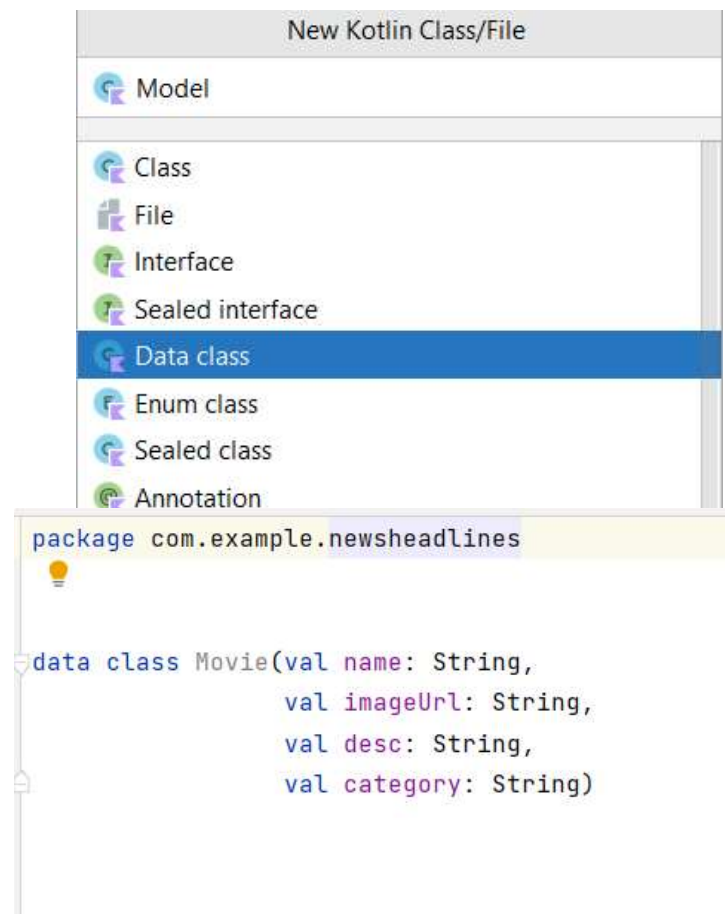 New Kotlin Class/File
Model
Class
File
Interface
Sealed interface
Data class
Enum class
Sealed class
Annotation
package com.example.newsheadlines
data class Movie(val name: String,
val imageUrl: String,
val desc: String,
val category: String)